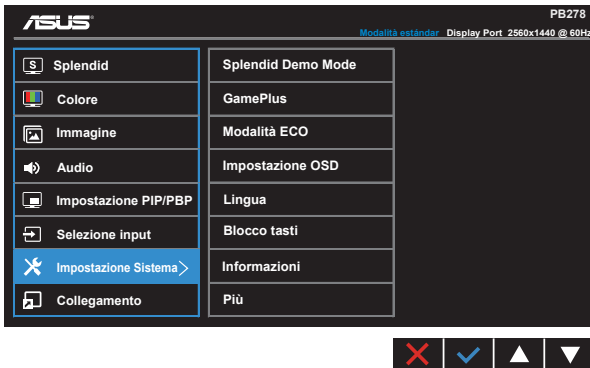 ASUS
PB278
Modalità estándar Display Port 2560x1440 @ 60Hz
S Splendid
Colore
Immagine
Audio
Impostazione PIP/PBP
Selezione input
Impostazione Sistema>
Collegamento
Splendid Demo Mode
GamePlus
Modalità ECO
Impostazione OSD
Lingua
Blocco tasti
Informazioni
Più